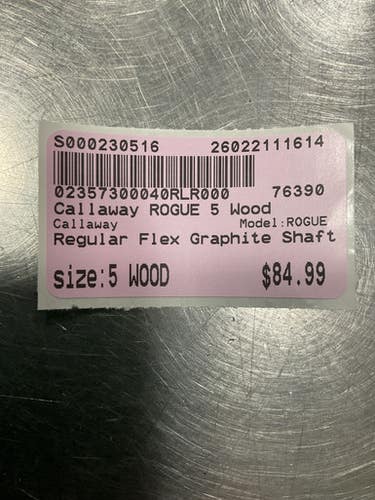 S000230516 26022111614
02357300040RLR000 76390
Callaway ROGUE 5 Wood
Callaway Model:ROGUE
Regular Flex Graphite Shaft
size:5 WOOD $84.99